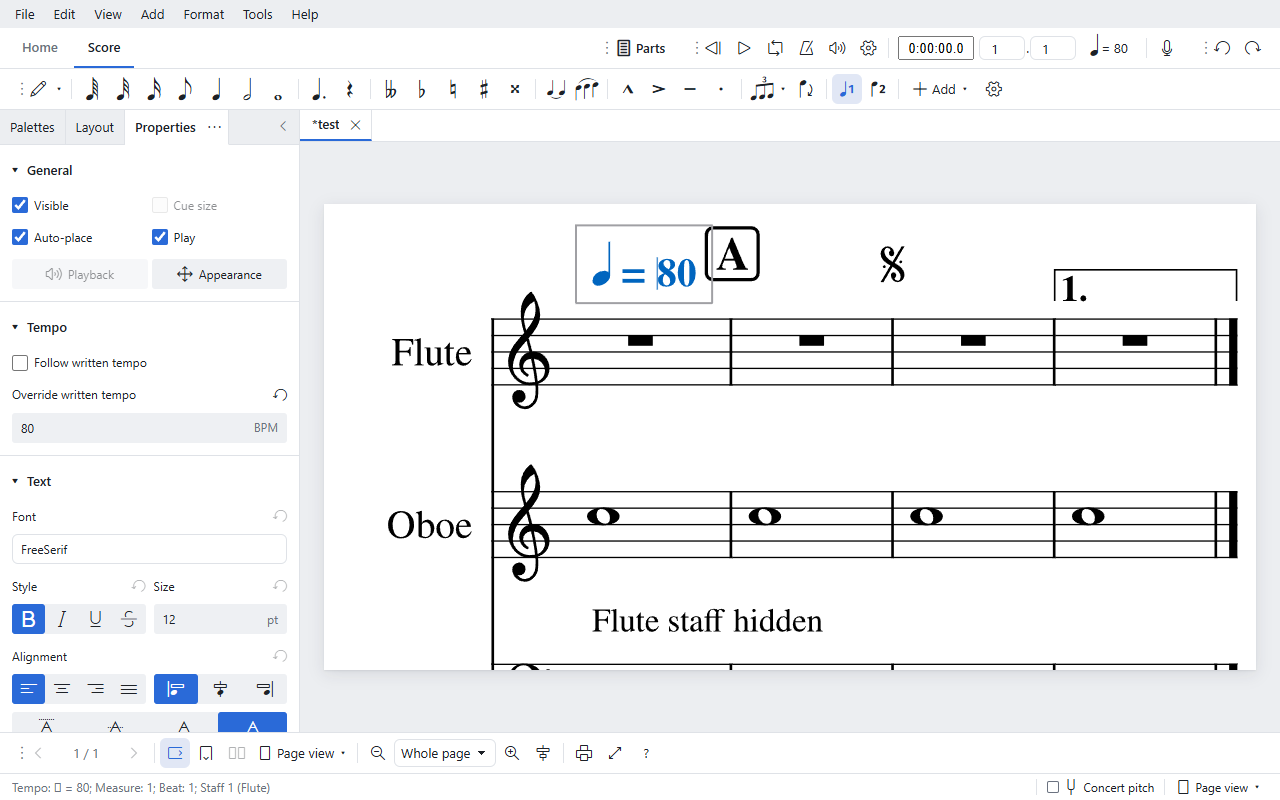 File Edit View Add Format Tools Help
Home Score Parts 0:00:00.0 1 . 1 = 80
3 1 2 Add
Palettes Layout Properties ... *test
General
Visible Cue size
Auto-place Play
Playback Appearance
Tempo
Follow written tempo
Override written tempo
80 BPM
Text
Font
FreeSerif
Style Size
B I U S 12 pt
Alignment
A A A A
= 80 A
1.
Flute
Oboe
Flute staff hidden
1 / 1 Page view Whole page ?
Tempo: = 80; Measure: 1; Beat: 1; Staff 1 (Flute) Concert pitch Page view